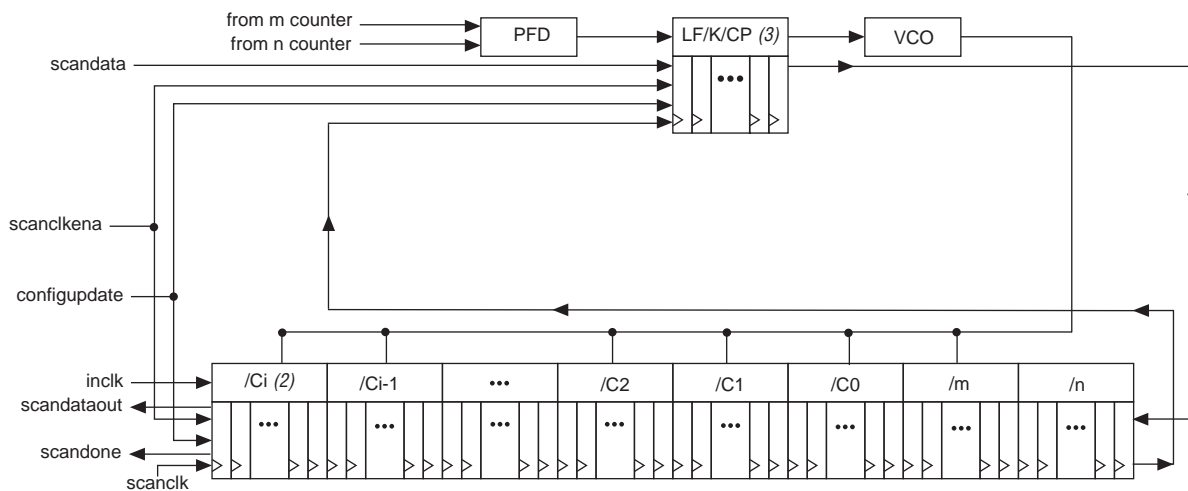 from m counter
from n counter
PFD
LF/K/CP (3)
VCO
scandata
•••
scanclkena
configupdate
inclk
/Ci (2)
/Ci-1
•••
/C2
/C1
/C0
/m
/n
scandataout
••• ••• ••• ••• ••• ••• ••• •••
scandone
scanclk